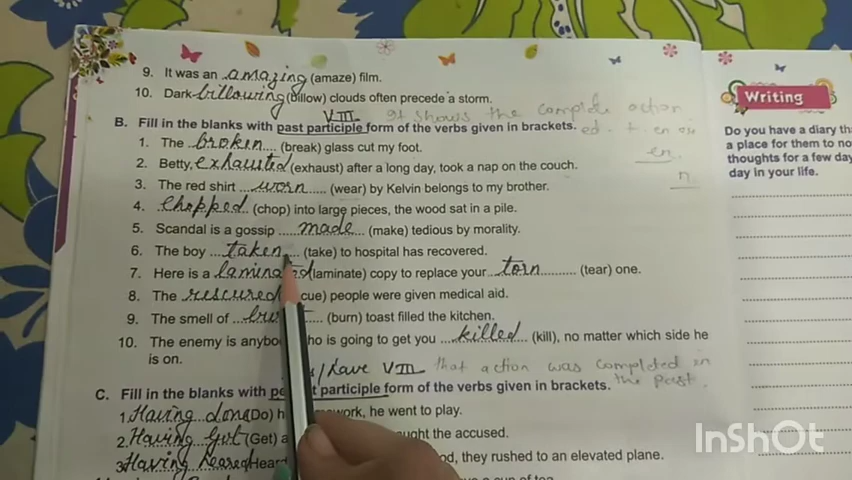 9. It was an amazing (amaze) film.
10. Dark billowing (billow) clouds often precede a storm.
VIII It shows the complete action
B. Fill in the blanks with past participle form of the verbs given in brackets. ed. t. en or
en.
n
1. The broken (break) glass cut my foot.
2. Betty, exhausted (exhaust) after a long day, took a nap on the couch.
3. The red shirt worn (wear) by Kelvin belongs to my brother.
4. Chopped (chop) into large pieces, the wood sat in a pile.
5. Scandal is a gossip made (make) tedious by morality.
6. The boy taken (take) to hospital has recovered.
7. Here is a laminated (laminate) copy to replace your torn (tear) one.
8. The rescured cue) people were given medical aid.
9. The smell of (burn) toast filled the kitchen.
10. The enemy is anybo ho is going to get you killed (kill), no matter which side he
is on.
/have VIII that action was completed in
the past.
C. Fill in the blanks with pe t participle form of the verbs given in brackets.
1. Having done (Do) h work, he went to play.
2. Having got (Get) a ught the accused.
3. Having heared Heard od, they rushed to an elevated plane.
Writing
Do you have a diary th
a place for them to no
thoughts for a few day
day in your life.
InShOt